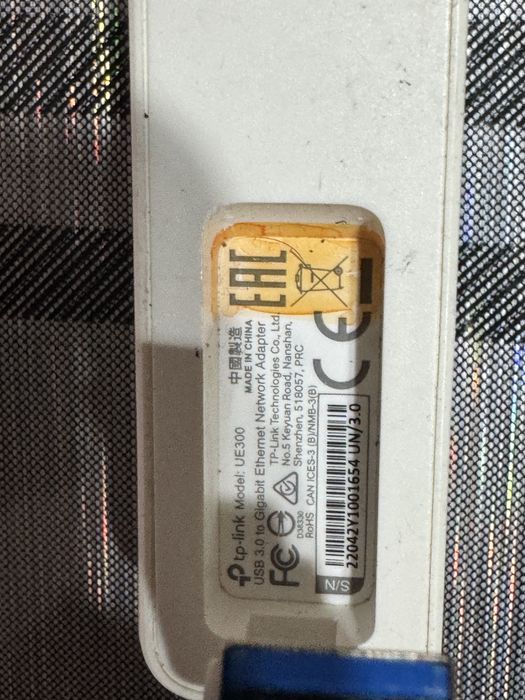 tp-link Model: UE300
USB 3.0 to Gigabit Ethernet Network Adapter
中國製造
MADE IN CHINA
EAC
FC
D33330
RoHS
TP-Link Technologies Co., Ltd.
No.5 Keyuan Road, Nanshan,
Shenzhen, 518057, PRC
CAN ICES-3 (B)/NMB-3(B)
CE
S/N
22042Y1001654 UN/3.0